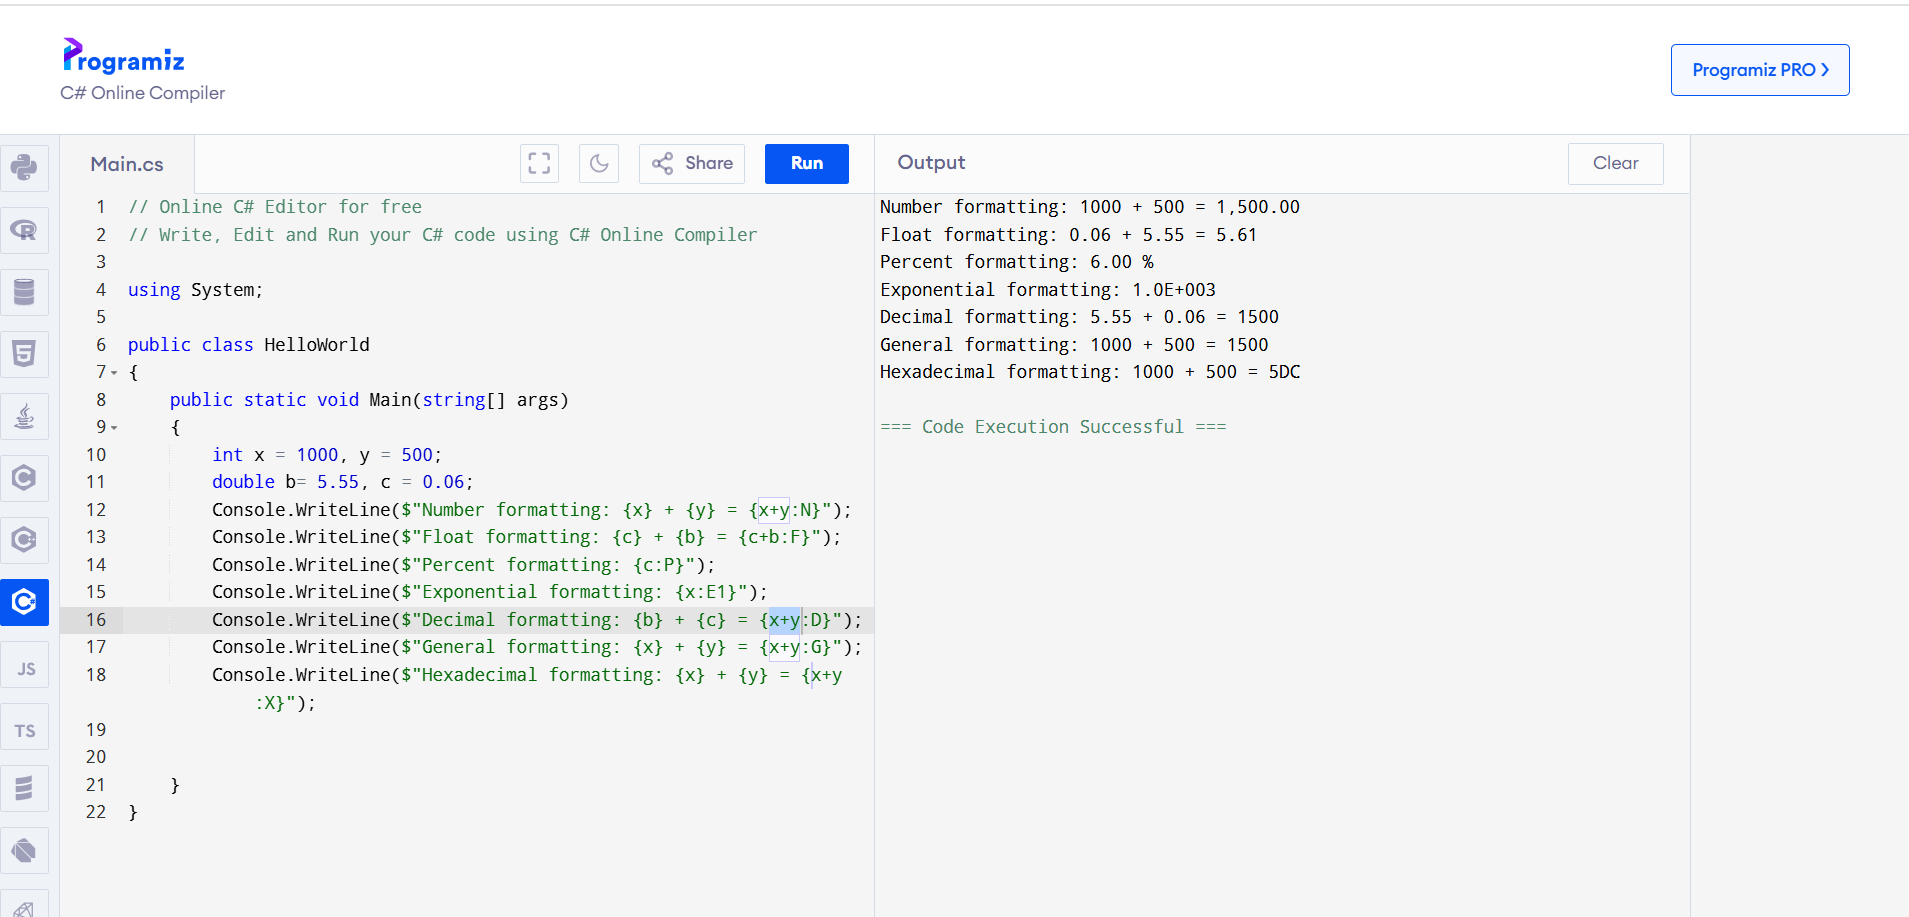 Programiz
C# Online Compiler
Programiz PRO ❯
Main.cs
Share
Run
Output
Clear
1 // Online C# Editor for free
2 // Write, Edit and Run your C# code using C# Online Compiler
3
4 using System;
5
6 public class HelloWorld
7 {
8     public static void Main(string[] args)
9     {
10         int x = 1000, y = 500;
11         double b= 5.55, c = 0.06;
12         Console.WriteLine($"Number formatting: {x} + {y} = {x+y:N}");
13         Console.WriteLine($"Float formatting: {c} + {b} = {c+b:F}");
14         Console.WriteLine($"Percent formatting: {c:P}");
15         Console.WriteLine($"Exponential formatting: {x:E1}");
16         Console.WriteLine($"Decimal formatting: {b} + {c} = {x+y:D}");
17         Console.WriteLine($"General formatting: {x} + {y} = {x+y:G}");
18         Console.WriteLine($"Hexadecimal formatting: {x} + {y} = {x+y
:X}");
19
20
21     }
22 }
Number formatting: 1000 + 500 = 1,500.00
Float formatting: 0.06 + 5.55 = 5.61
Percent formatting: 6.00 %
Exponential formatting: 1.0E+003
Decimal formatting: 5.55 + 0.06 = 1500
General formatting: 1000 + 500 = 1500
Hexadecimal formatting: 1000 + 500 = 5DC
=== Code Execution Successful ===
R
5
C
C
C#
JS
TS